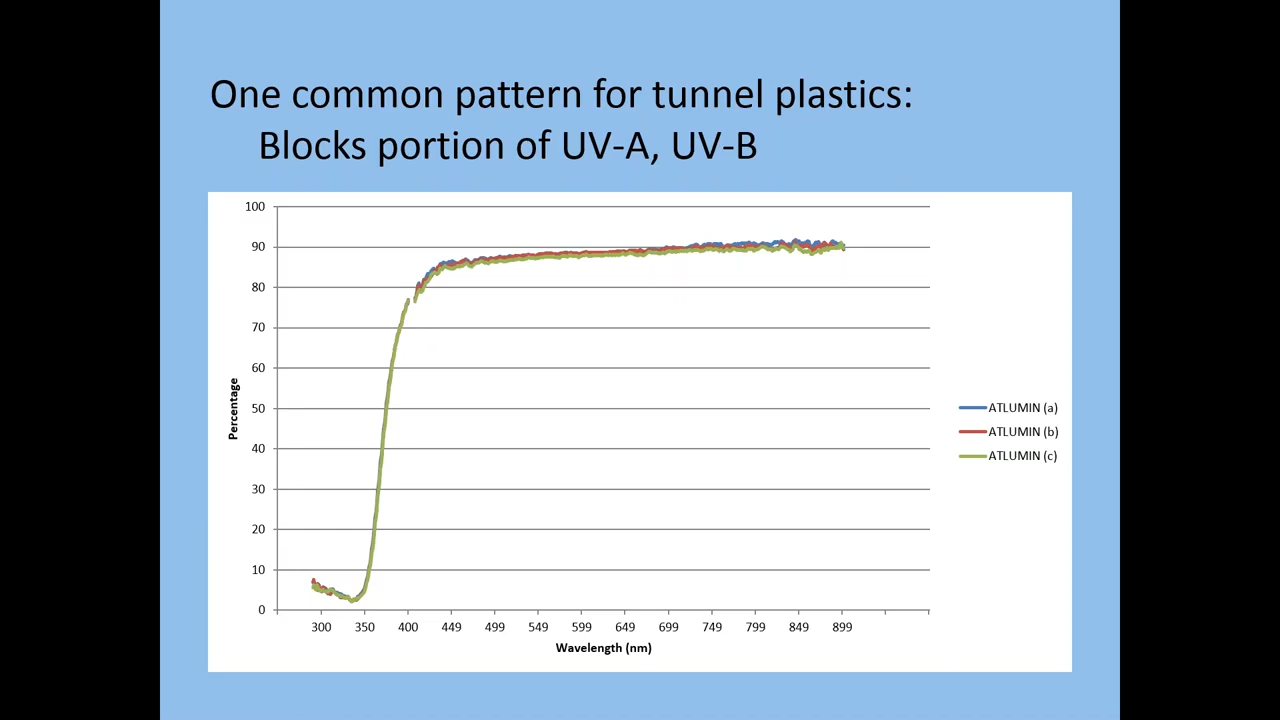 One common pattern for tunnel plastics:
Blocks portion of UV-A, UV-B
100
90
80
70
60
50
40
30
20
10
0
Percentage
300 350 400 449 499 549 599 649 699 749 799 849 899
Wavelength (nm)
ATLUMIN (a)
ATLUMIN (b)
ATLUMIN (c)